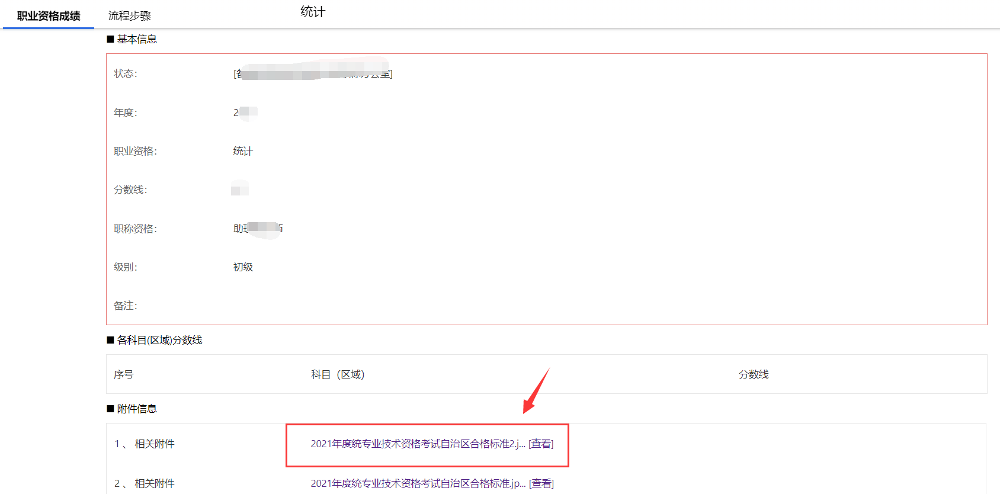 职业资格成绩 流程步骤 统计
■ 基本信息
状态:
年度: 2
职业资格: 统计
分数线:
职称资格: 助
级别: 初级
备注:
■ 各科目(区域)分数线
序号 科目（区域） 分数线
■ 附件信息
1 、 相关附件 2021年度统专业技术资格考试自治区合格标准2.j... [查看]
2 、 相关附件 2021年度统专业技术资格考试自治区合格标准.jp... [查看]